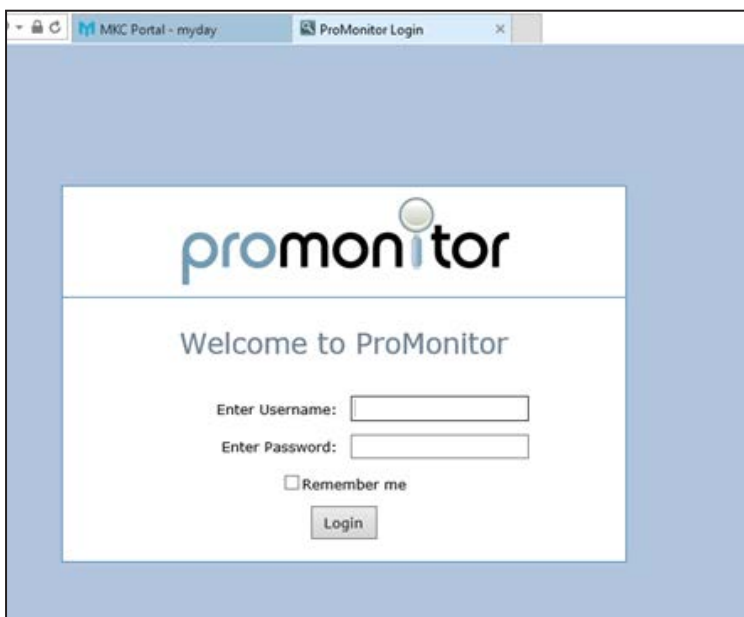 MKC Portal - myday
ProMonitor Login
promonitor
Welcome to ProMonitor
Enter Username:
Enter Password:
Remember me
Login